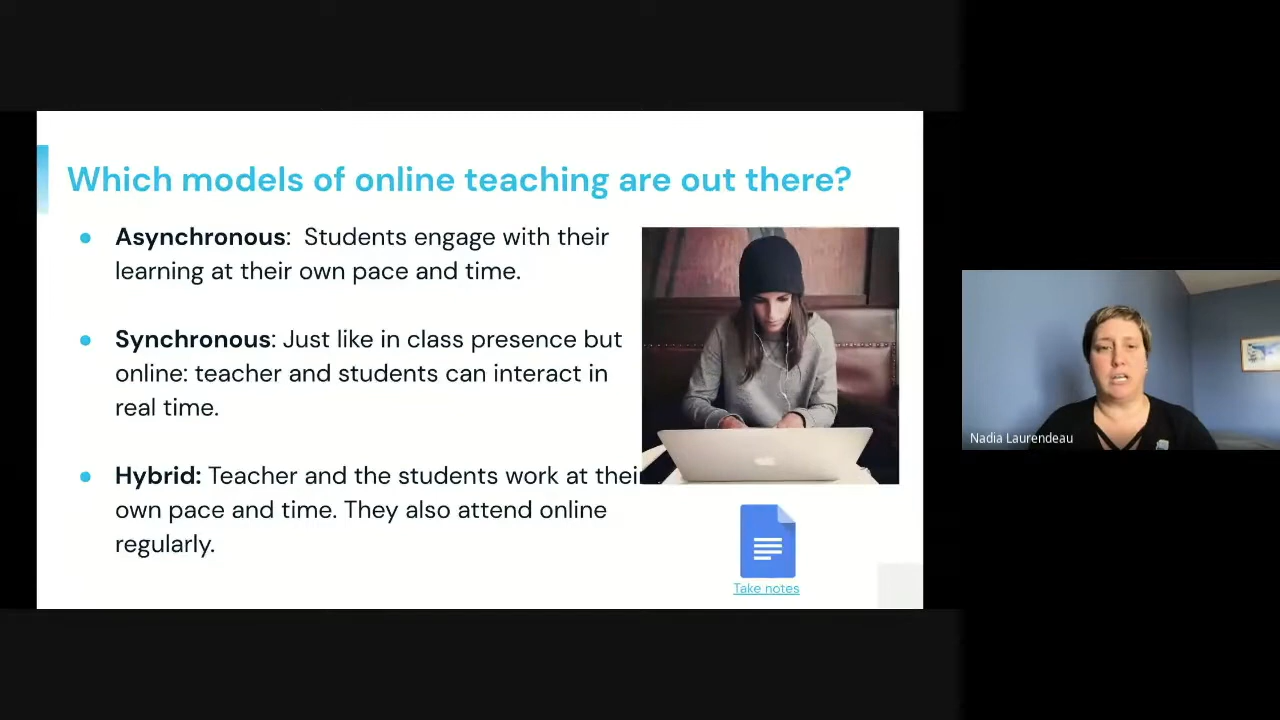 Which models of online teaching are out there?
Asynchronous:  Students engage with their
learning at their own pace and time.
Synchronous: Just like in class presence but
online: teacher and students can interact in
real time.
Hybrid: Teacher and the students work at their
own pace and time. They also attend online
regularly.
Take notes
Nadia Laurendeau